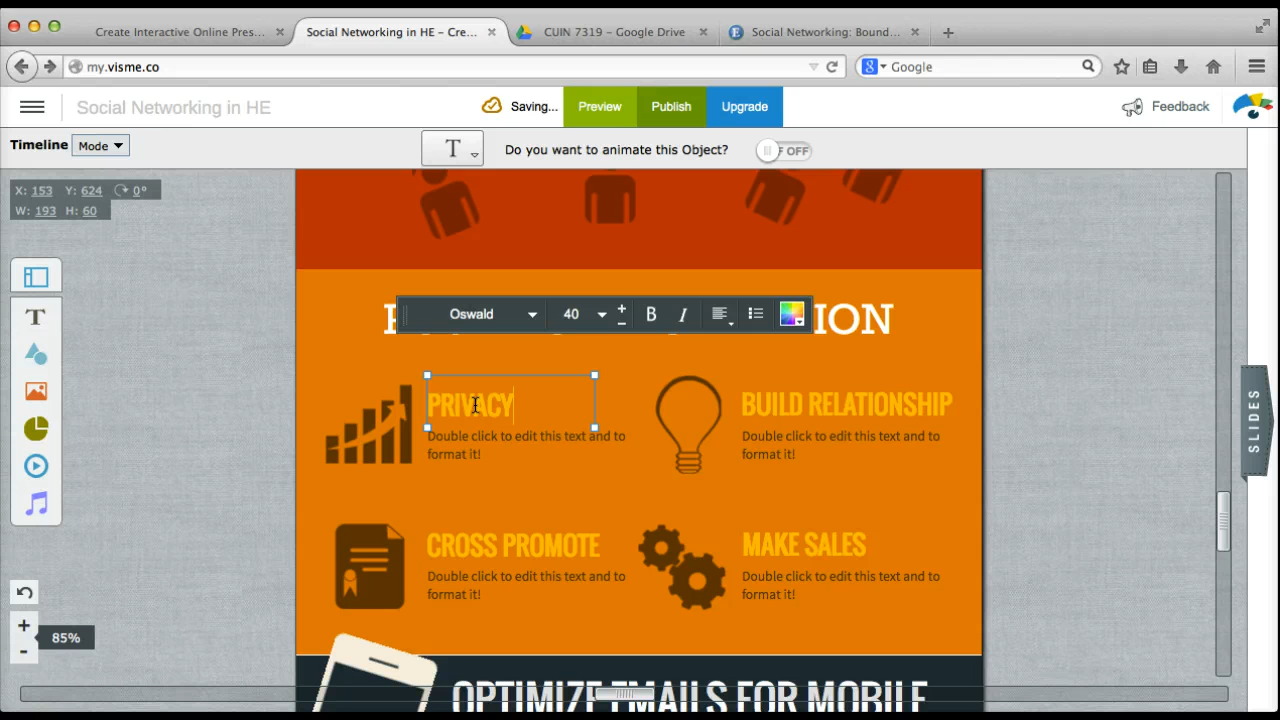 Create Interactive Online Pres...
Social Networking in HE – Cre...
CUIN 7319 – Google Drive
Social Networking: Bound...
my.visme.co
Google
Social Networking in HE
Saving...
Preview
Publish
Upgrade
Feedback
Timeline
Mode
T
Do you want to animate this Object?
OFF
X: 153 Y: 624 0°
W: 193 H: 60
Oswald
40
+
-
B
I
ION
PRIVACY
Double click to edit this text and to
format it!
BUILD RELATIONSHIP
Double click to edit this text and to
format it!
CROSS PROMOTE
Double click to edit this text and to
format it!
MAKE SALES
Double click to edit this text and to
format it!
T
SLIDES
+
85%
-
OPTIMIZE EMAILS FOR MOBILE